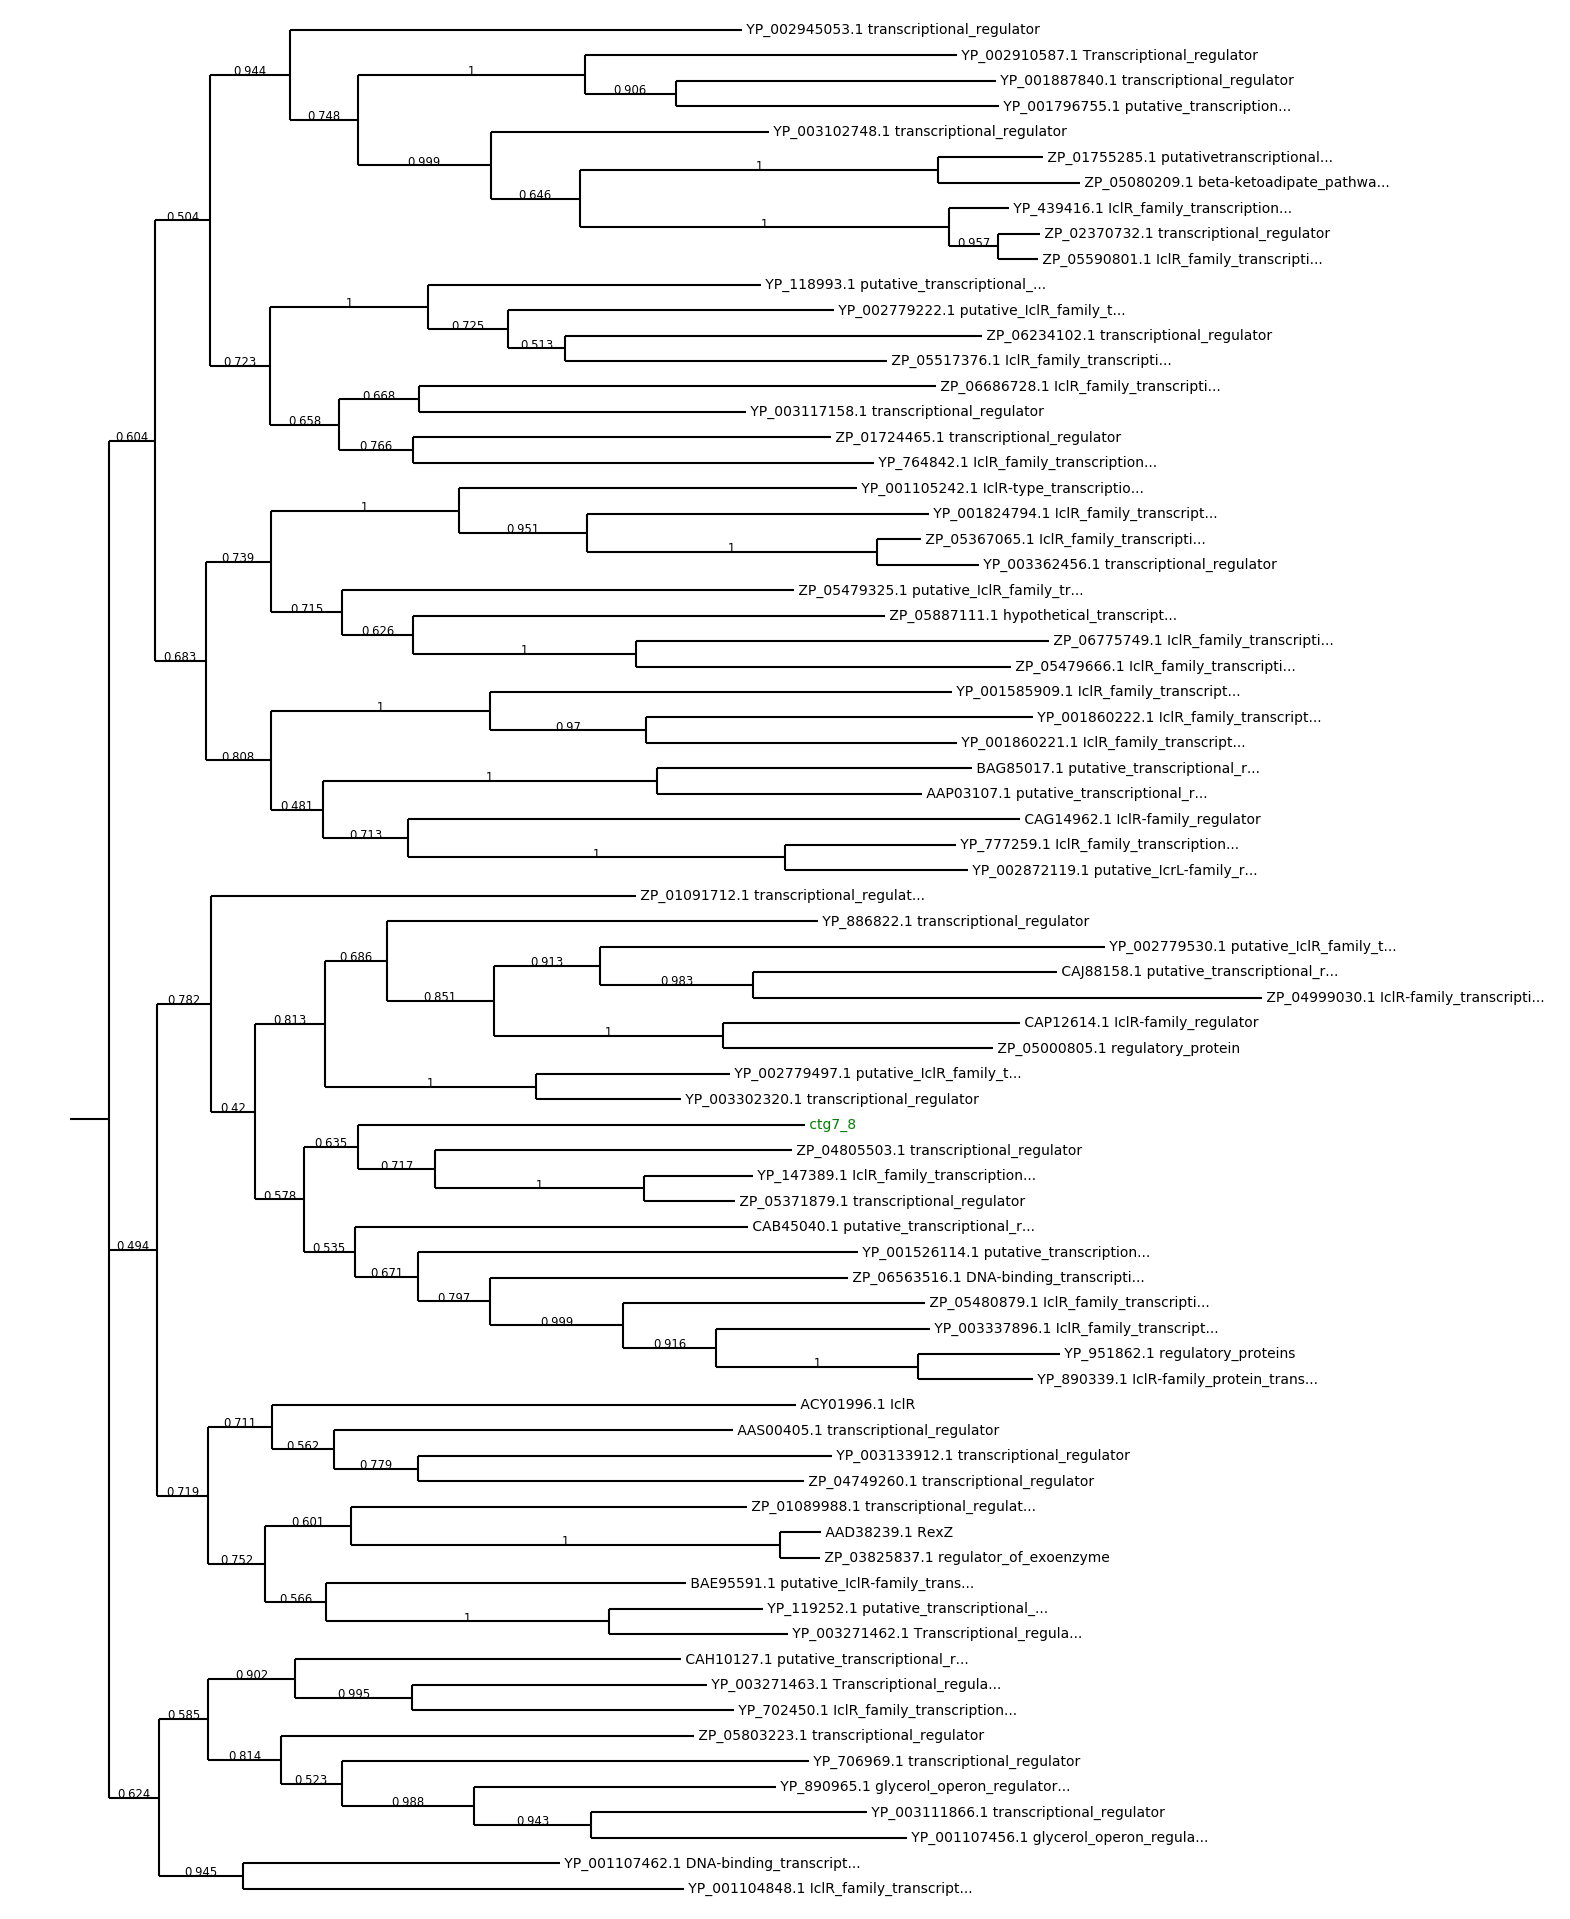 YP_002945053.1 transcriptional_regulator
YP_002910587.1 Transcriptional_regulator
0.944
1
YP_001887840.1 transcriptional_regulator
0.906
YP_001796755.1 putative_transcription...
0.748
YP_003102748.1 transcriptional_regulator
ZP_01755285.1 putativetranscriptional...
0.999
1
ZP_05080209.1 beta-ketoadipate_pathwa...
0.646
YP_439416.1 IclR_family_transcription...
0.504
1
ZP_02370732.1 transcriptional_regulator
0.957
ZP_05590801.1 IclR_family_transcripti...
YP_118993.1 putative_transcriptional_...
1
YP_002779222.1 putative_IclR_family_t...
0.725
ZP_06234102.1 transcriptional_regulator
0.513
ZP_05517376.1 IclR_family_transcripti...
0.723
ZP_06686728.1 IclR_family_transcripti...
0.668
YP_003117158.1 transcriptional_regulator
0.658
ZP_01724465.1 transcriptional_regulator
0.604
0.766
YP_764842.1 IclR_family_transcription...
YP_001105242.1 IclR-type_transcriptio...
1
YP_001824794.1 IclR_family_transcript...
0.951
ZP_05367065.1 IclR_family_transcripti...
1
0.739
YP_003362456.1 transcriptional_regulator
ZP_05479325.1 putative_IclR_family_tr...
0.715
ZP_05887111.1 hypothetical_transcript...
0.626
ZP_06775749.1 IclR_family_transcripti...
1
0.683
ZP_05479666.1 IclR_family_transcripti...
YP_001585909.1 IclR_family_transcript...
1
YP_001860222.1 IclR_family_transcript...
0.97
YP_001860221.1 IclR_family_transcript...
0.808
BAG85017.1 putative_transcriptional_r...
1
AAP03107.1 putative_transcriptional_r...
0.481
CAG14962.1 IclR-family_regulator
0.713
YP_777259.1 IclR_family_transcription...
1
YP_002872119.1 putative_IcrL-family_r...
ZP_01091712.1 transcriptional_regulat...
YP_886822.1 transcriptional_regulator
YP_002779530.1 putative_IclR_family_t...
0.686
0.913
CAJ88158.1 putative_transcriptional_r...
0.983
ZP_04999030.1 IclR-family_transcripti...
0.851
0.782
CAP12614.1 IclR-family_regulator
0.813
1
ZP_05000805.1 regulatory_protein
YP_002779497.1 putative_IclR_family_t...
1
YP_003302320.1 transcriptional_regulator
0.42
ctg7_8
0.635
ZP_04805503.1 transcriptional_regulator
0.717
YP_147389.1 IclR_family_transcription...
1
0.578
ZP_05371879.1 transcriptional_regulator
CAB45040.1 putative_transcriptional_r...
0.494
0.535
YP_001526114.1 putative_transcription...
0.671
ZP_06563516.1 DNA-binding_transcripti...
0.797
ZP_05480879.1 IclR_family_transcripti...
0.999
YP_003337896.1 IclR_family_transcript...
0.916
YP_951862.1 regulatory_proteins
1
YP_890339.1 IclR-family_protein_trans...
ACY01996.1 IclR
0.711
AAS00405.1 transcriptional_regulator
0.562
YP_003133912.1 transcriptional_regulator
0.779
ZP_04749260.1 transcriptional_regulator
0.719
ZP_01089988.1 transcriptional_regulat...
0.601
AAD38239.1 RexZ
1
ZP_03825837.1 regulator_of_exoenzyme
0.752
BAE95591.1 putative_IclR-family_trans...
0.566
YP_119252.1 putative_transcriptional_...
1
YP_003271462.1 Transcriptional_regula...
CAH10127.1 putative_transcriptional_r...
0.902
YP_003271463.1 Transcriptional_regula...
0.995
YP_702450.1 IclR_family_transcription...
0.585
ZP_05803223.1 transcriptional_regulator
0.814
YP_706969.1 transcriptional_regulator
0.523
YP_890965.1 glycerol_operon_regulator...
0.624
0.988
YP_003111866.1 transcriptional_regulator
0.943
YP_001107456.1 glycerol_operon_regula...
YP_001107462.1 DNA-binding_transcript...
0.945
YP_001104848.1 IclR_family_transcript...